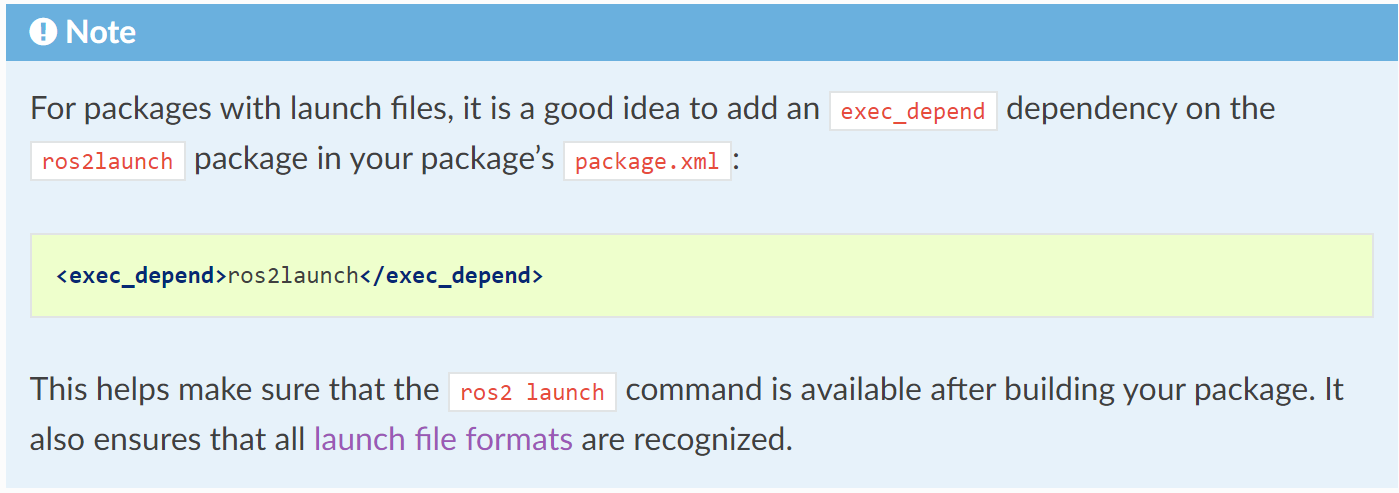 Note
For packages with launch files, it is a good idea to add an exec_depend dependency on the
ros2launch package in your package’s package.xml:
<exec_depend>ros2launch</exec_depend>
This helps make sure that the ros2 launch command is available after building your package. It
also ensures that all launch file formats are recognized.